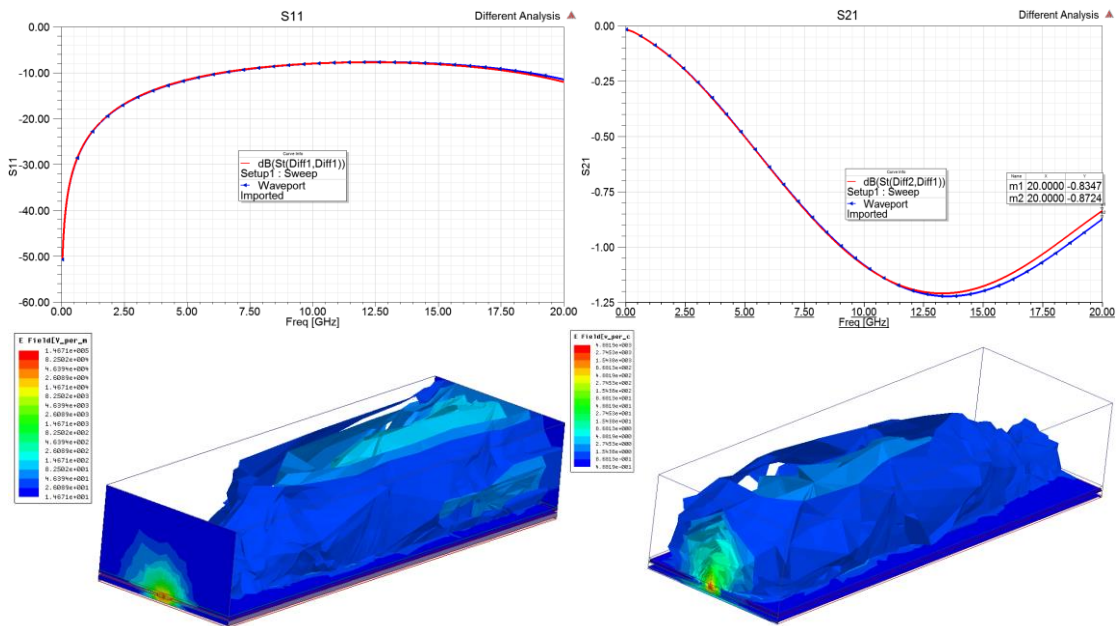 S11
Different Analysis
0.00
-10.00
-20.00
-30.00
-40.00
-50.00
-60.00
S11
Curve Info
dB(St(Diff1,Diff1))
Setup1 : Sweep
Waveport
Imported
0.00
2.50
5.00
7.50
10.00
12.50
15.00
17.50
20.00
Freq [GHz]
S21
Different Analysis
0.00
-0.25
-0.50
-0.75
-1.00
-1.25
S21
Curve Info
dB(St(Diff2,Diff1))
Setup1 : Sweep
Waveport
Imported
Name X Y
m1 20.0000 -0.8347
m2 20.0000 -0.8724
0.00
2.50
5.00
7.50
10.00
12.50
15.00
17.50
20.00
Freq [GHz]
E Field[V_per_m
1.4671e+005
8.2502e+004
4.6394e+004
2.6089e+004
1.4671e+004
8.2502e+003
4.6394e+003
2.6089e+003
1.4671e+003
8.2502e+002
4.6394e+002
2.6089e+002
1.4671e+002
8.2502e+001
4.6394e+001
2.6089e+001
1.4671e+001
E Field[v_per_c
4.8819e+003
2.7453e+003
1.5438e+003
8.6813e+002
4.8819e+002
2.7453e+002
1.5438e+002
8.6813e+001
4.8819e+001
2.7453e+001
1.5438e+001
8.6813e+000
4.8819e+000
2.7453e+000
1.5438e+000
8.6813e-001
4.8819e-001